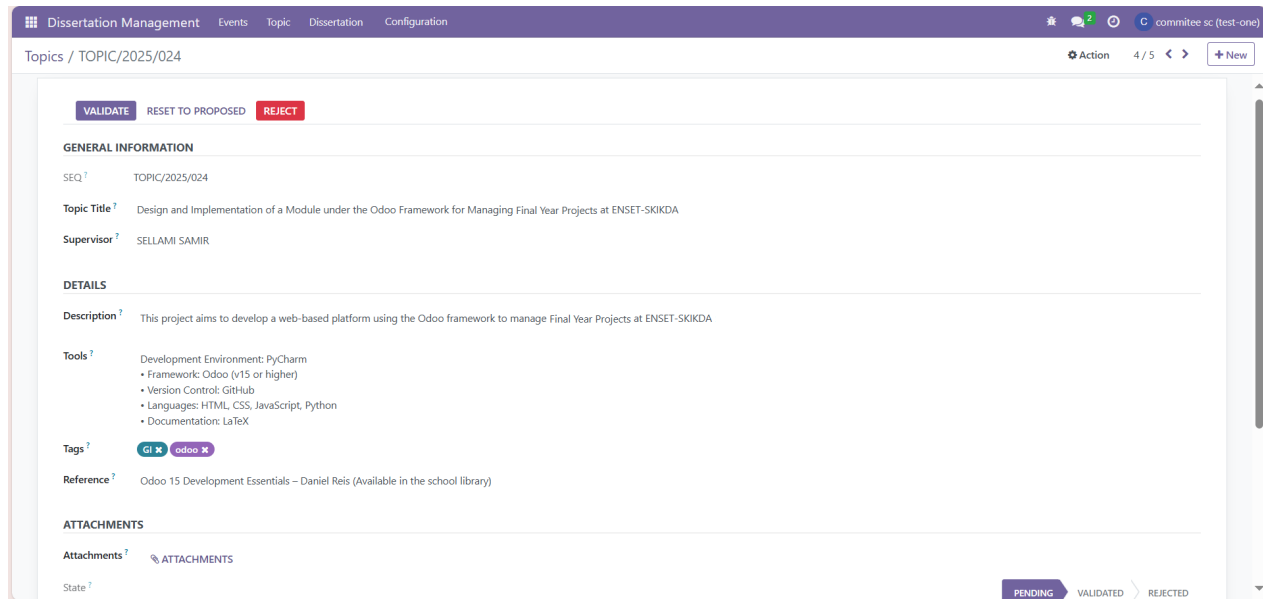 Dissertation Management Events Topic Dissertation Configuration 2 C commitee sc (test-one)
Topics / TOPIC/2025/024 Action 4 / 5 + New
VALIDATE RESET TO PROPOSED REJECT
GENERAL INFORMATION
SEQ ? TOPIC/2025/024
Topic Title ? Design and Implementation of a Module under the Odoo Framework for Managing Final Year Projects at ENSET-SKIKDA
Supervisor ? SELLAMI SAMIR
DETAILS
Description ? This project aims to develop a web-based platform using the Odoo framework to manage Final Year Projects at ENSET-SKIKDA
Tools ? Development Environment: PyCharm
• Framework: Odoo (v15 or higher)
• Version Control: GitHub
• Languages: HTML, CSS, JavaScript, Python
• Documentation: LaTeX
Tags ? GI × odoo ×
Reference ? Odoo 15 Development Essentials – Daniel Reis (Available in the school library)
ATTACHMENTS
Attachments ? ATTACHMENTS
State ? PENDING VALIDATED REJECTED